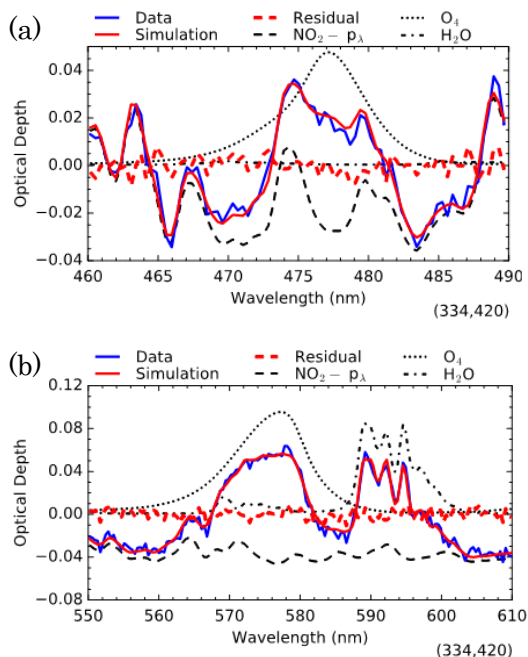 (a)
Data Residual O₄
Simulation NO₂− pλ H₂O
0.04
0.02
0.00
−0.02
−0.04
Optical Depth
460 465 470 475 480 485 490
Wavelength (nm)
(334,420)
(b)
Data Residual O₄
Simulation NO₂− pλ H₂O
0.12
0.08
0.04
0.00
−0.04
−0.08
Optical Depth
550 560 570 580 590 600 610
Wavelength (nm)
(334,420)